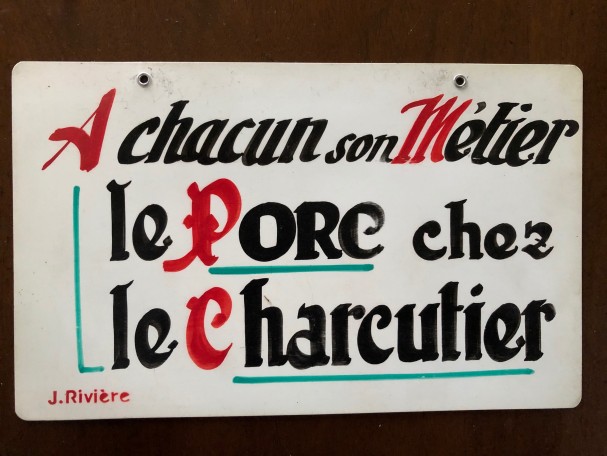 A chacun son Métier
le PORC chez
le Charcutier
J. Rivière